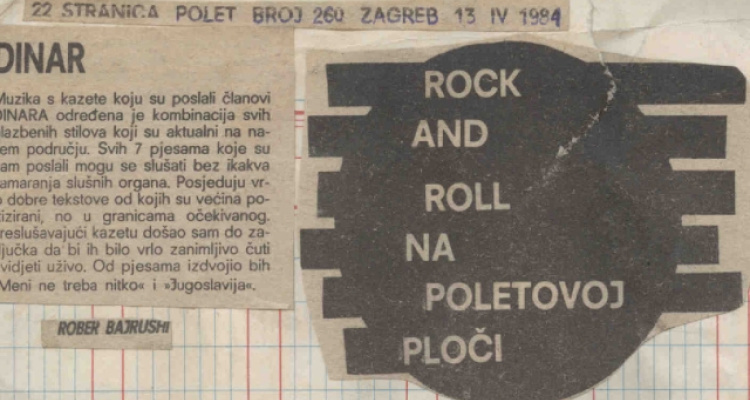 22 STRANICA POLET BROJ 260 ZAGREB 13 IV 1984
DINAR
Muzika s kazete koju su poslali članovi
DINARA određena je kombinacija svih
glazbenih stilova koji su aktualni na na-
šem području. Svih 7 pjesama koje su
nam poslali mogu se slušati bez ikakva
zamaranja slušnih organa. Posjeduju vr-
lo dobre tekstove od kojih su većina po-
tizirani, no u granicama očekivanog.
Preslušavajući kazetu došao sam do za-
ključka da bi ih bilo vrlo zanimljivo čuti
i vidjeti uživo. Od pjesama izdvojio bih
»Meni ne treba nitko« i »Jugoslavija«.
ROBER BAJRUSHI
ROCK
AND
ROLL
NA
POLETOVOJ
PLOČI